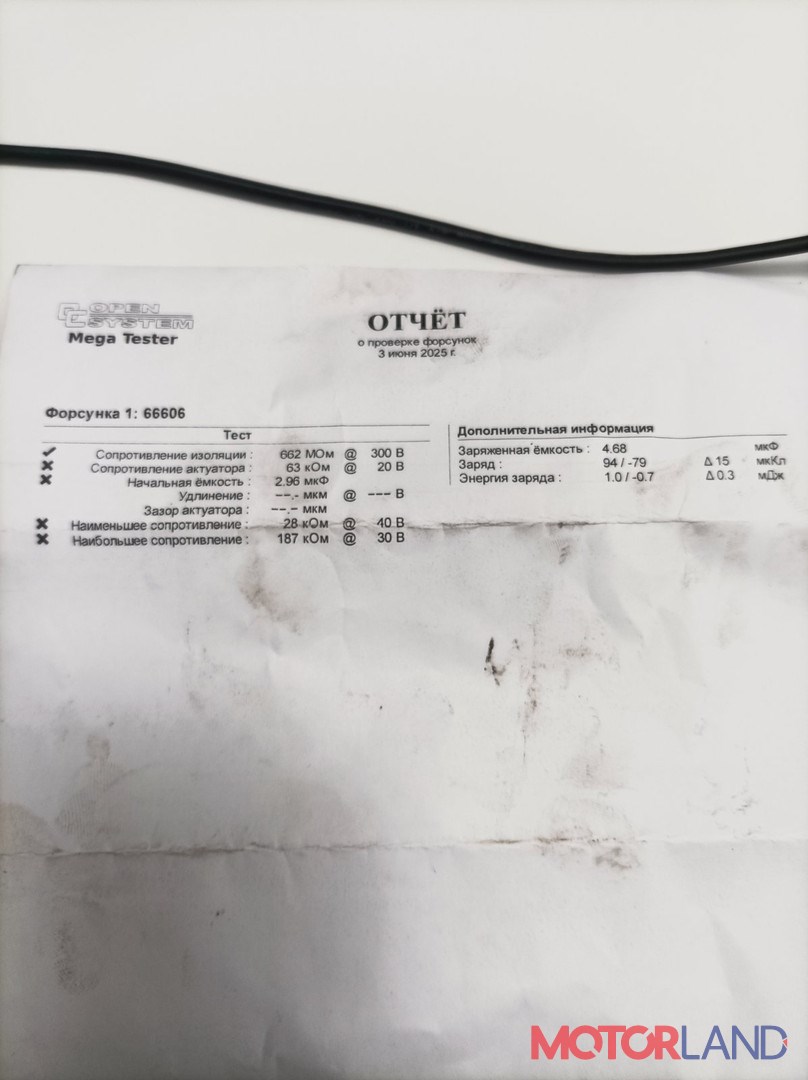 OPEN
SYSTEM
Mega Tester
ОТЧЁТ
о проверке форсунок
3 июня 2025 г.
Форсунка 1: 66606
Тест
✓ Сопротивление изоляции : 662 МОм @ 300 В
✗ Сопротивление актуатора : 63 кОм @ 20 В
✗ Начальная ёмкость : 2.96 мкФ
Удлинение : --.- мкм @ --- В
Зазор актуатора : --.- мкм
✗ Наименьшее сопротивление : 28 кОм @ 40 В
✗ Наибольшее сопротивление : 187 кОм @ 30 В
Дополнительная информация
Заряженная ёмкость : 4.68 мкФ
Заряд : 94 / -79 Δ 15 мкКл
Энергия заряда : 1.0 / -0.7 Δ 0.3 мДж
MOTORLAND